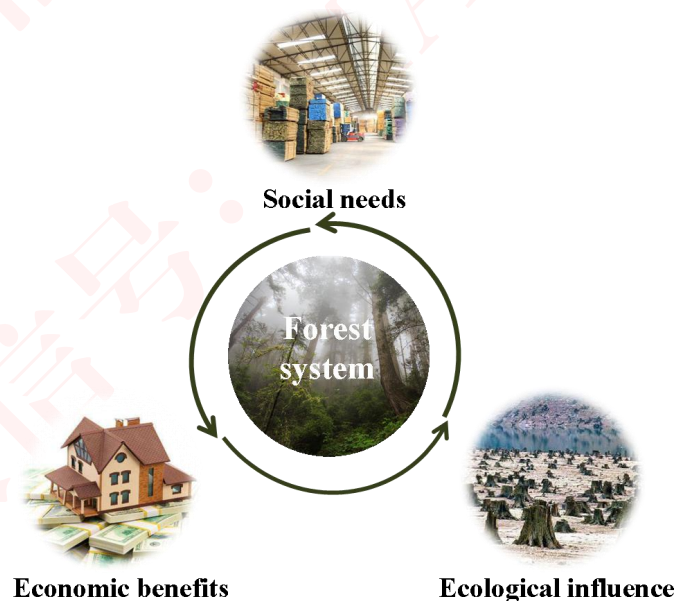 Social needs
Forest
system
Economic benefits
Ecological influence